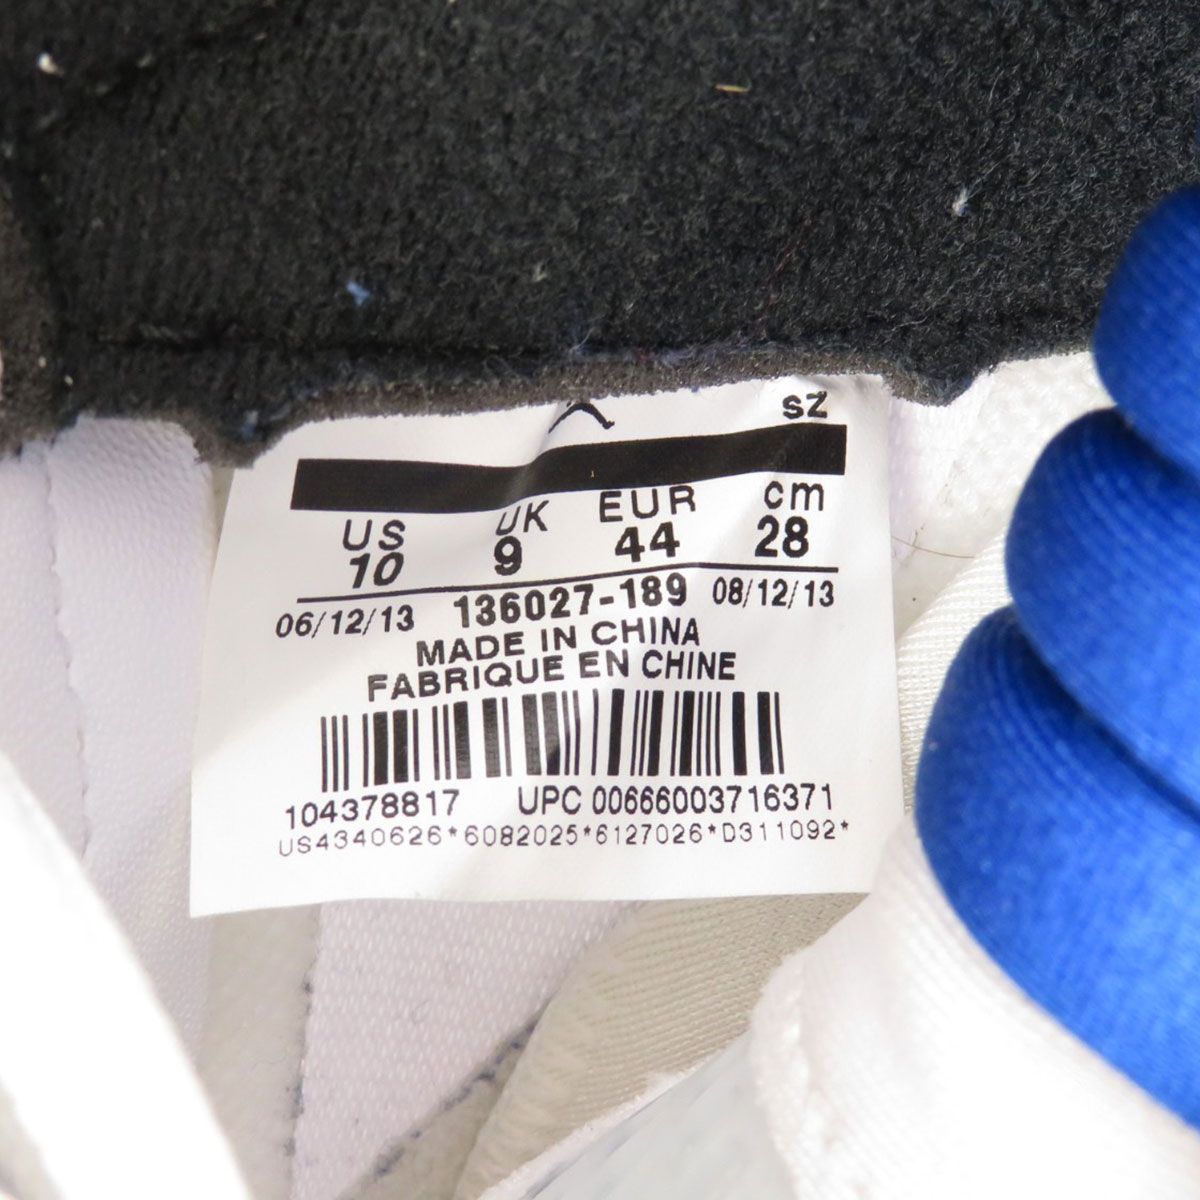 sz
US UK EUR cm
10 9 44 28
06/12/13 136027-189 08/12/13
MADE IN CHINA
FABRIQUE EN CHINE
104378817 UPC 00666003716371
US4340626*6082025*6127026*D311092*